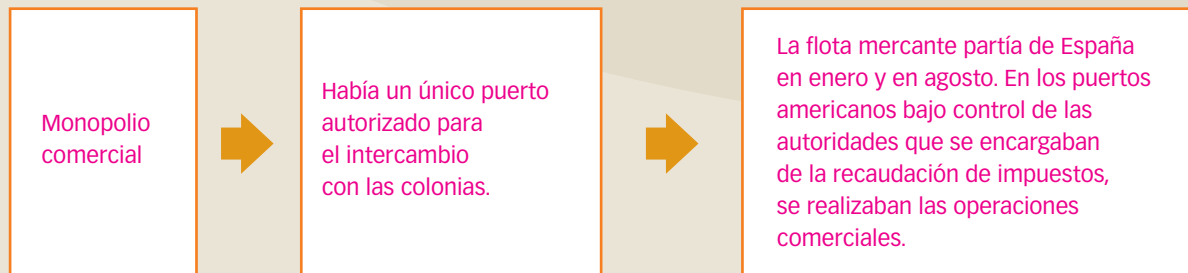 Monopolio
comercial
Había un único puerto
autorizado para
el intercambio
con las colonias.
La flota mercante partía de España
en enero y en agosto. En los puertos
americanos bajo control de las
autoridades que se encargaban
de la recaudación de impuestos,
se realizaban las operaciones
comerciales.